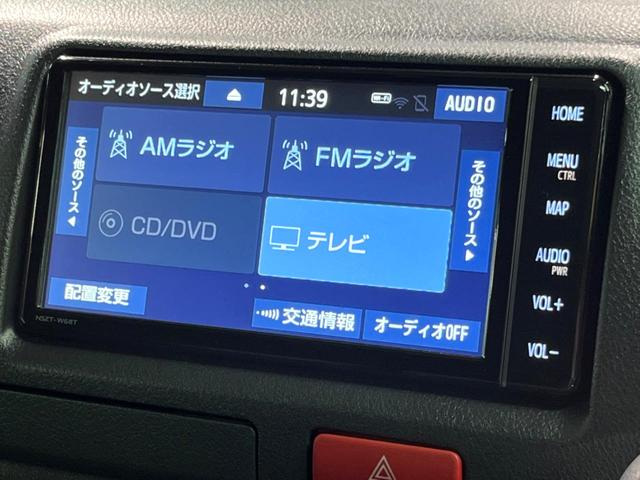 オーディオソース選択 ▲ 11:39 Wi-Fi AUDIO
その他のソース ◀
AMラジオ
FMラジオ
その他のソース ▶
CD/DVD
テレビ
配置変更
交通情報
オーディオOFF
NSZT-W68T
HOME
MENU
CTRL
MAP
AUDIO
PWR
VOL+
VOL-